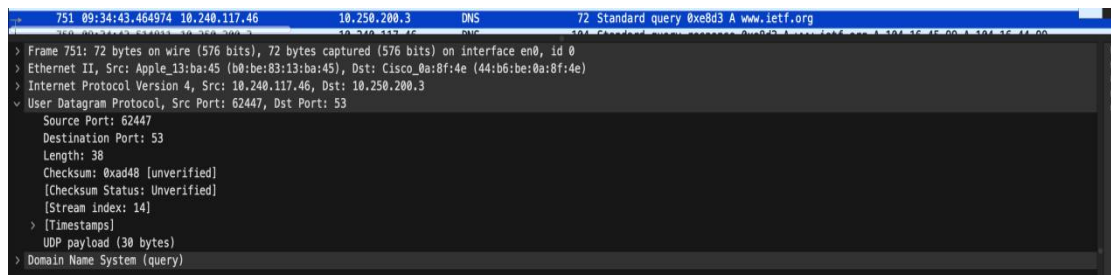 751 09:34:43.464974 10.240.117.46 10.250.200.3 DNS 72 Standard query 0xe8d3 A www.ietf.org
> Frame 751: 72 bytes on wire (576 bits), 72 bytes captured (576 bits) on interface en0, id 0
> Ethernet II, Src: Apple_13:ba:45 (b0:be:83:13:ba:45), Dst: Cisco_0a:8f:4e (44:b6:be:0a:8f:4e)
> Internet Protocol Version 4, Src: 10.240.117.46, Dst: 10.250.200.3
User Datagram Protocol, Src Port: 62447, Dst Port: 53
Source Port: 62447
Destination Port: 53
Length: 38
Checksum: 0xad48 [unverified]
[Checksum Status: Unverified]
[Stream index: 14]
> [Timestamps]
UDP payload (30 bytes)
> Domain Name System (query)